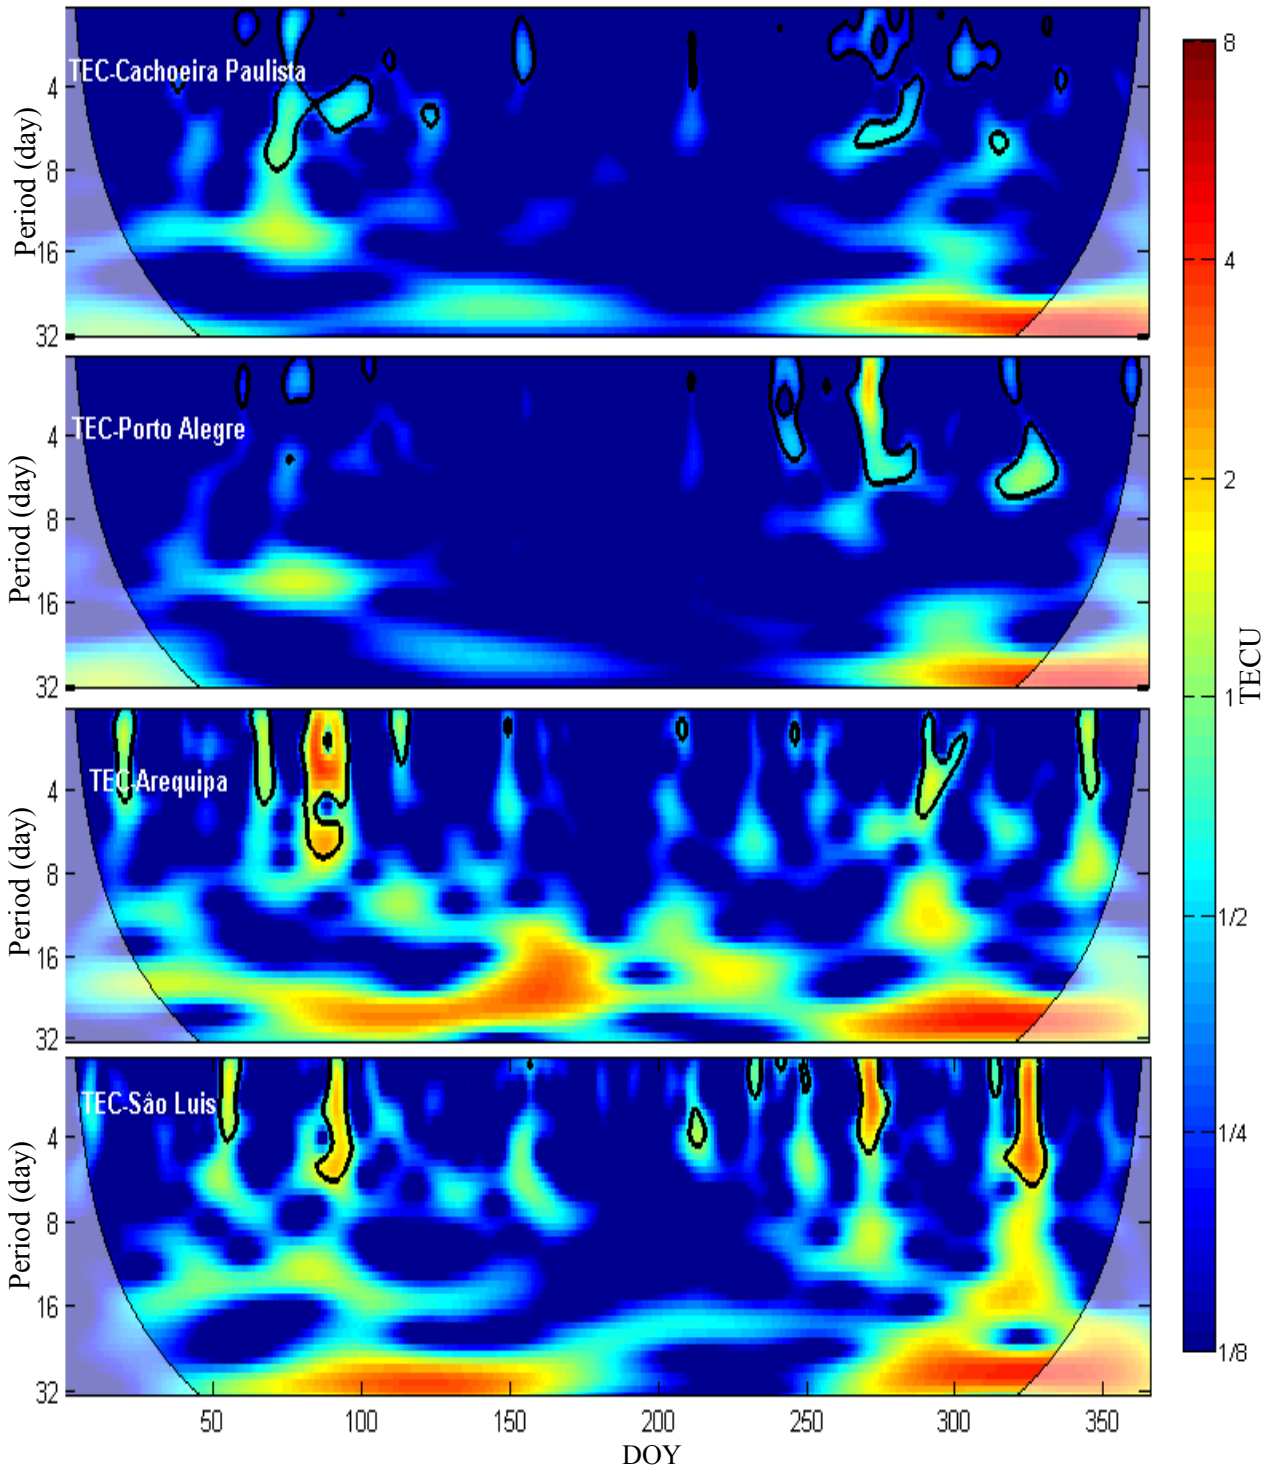 TEC-Cachoeira Paulista
Period (day)
4
8
16
32
TEC-Porto Alegre
Period (day)
4
8
16
32
TEC-Arequipa
Period (day)
4
8
16
32
TEC-São Luis
Period (day)
4
8
16
32
50 100 150 200 250 300 350
DOY
8
4
2
1
1/2
1/4
1/8
TECU